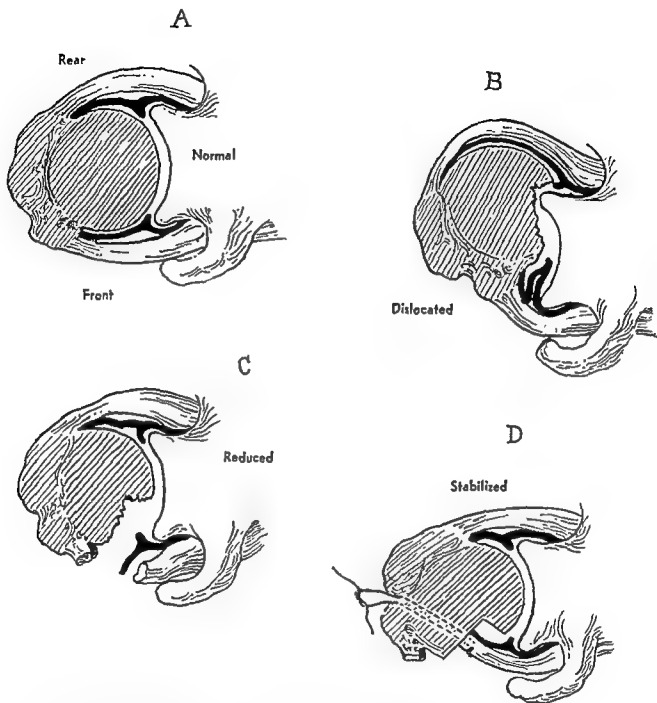 A
Rear
Normal
Front
B
Dislocated
C
Reduced
D
Stabilized